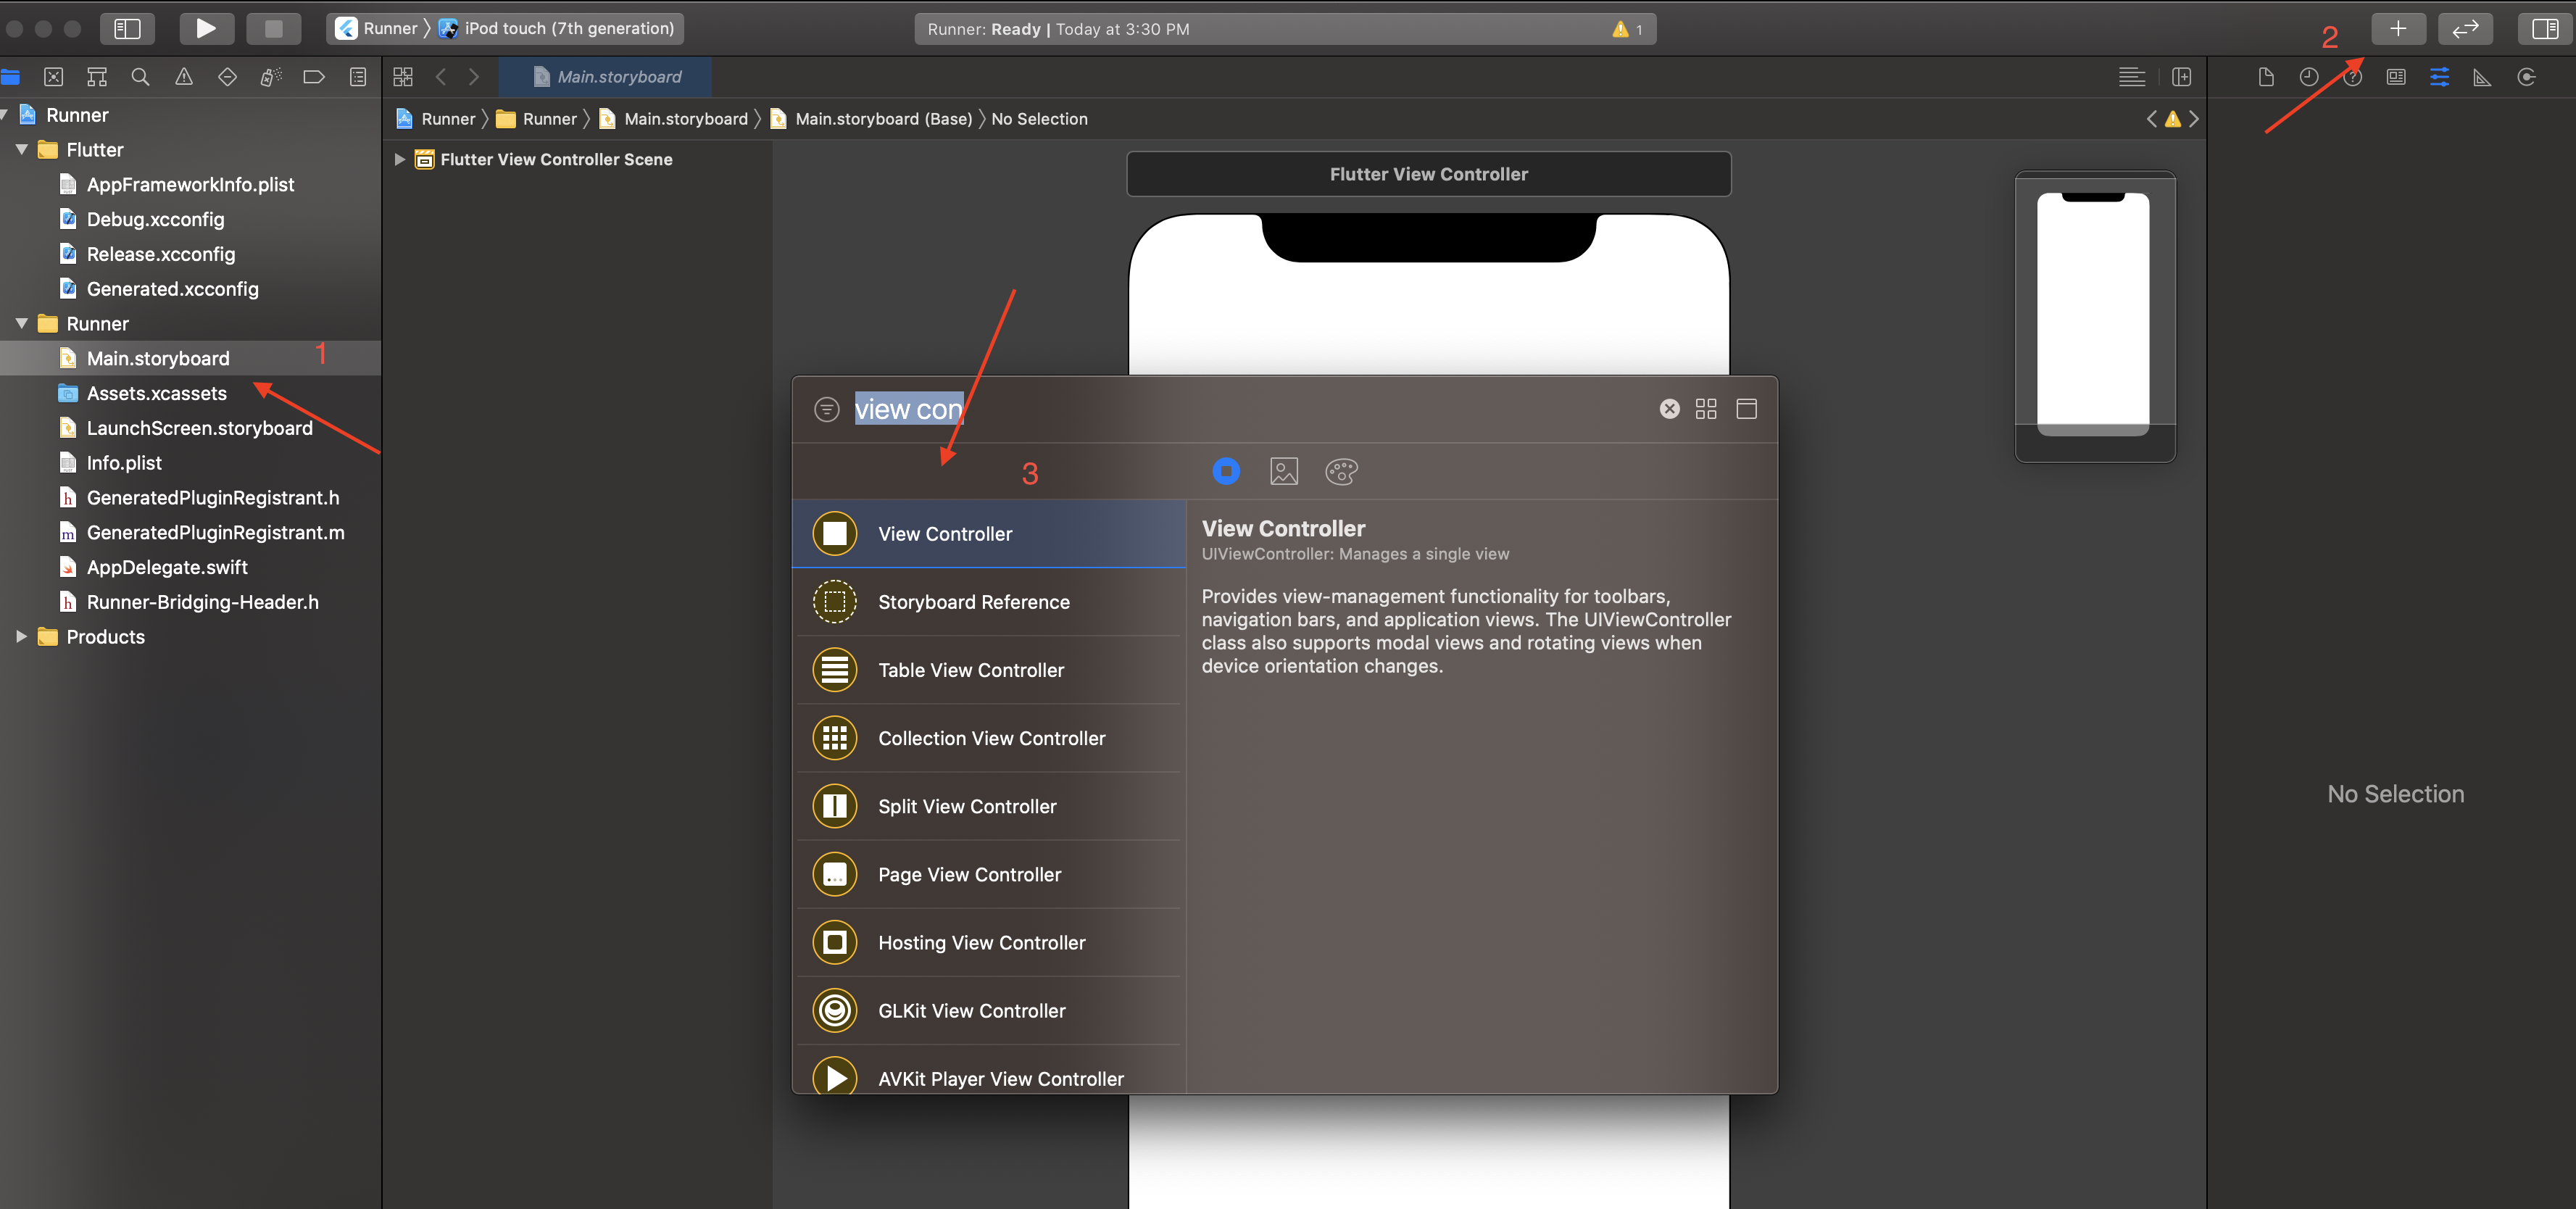 Runner
iPod touch (7th generation)
Runner: Ready | Today at 3:30 PM
1
2
Main.storyboard
Runner
Runner
Runner
Main.storyboard
Main.storyboard (Base)
No Selection
Flutter
Flutter View Controller Scene
Flutter View Controller
AppFrameworkInfo.plist
Debug.xcconfig
Release.xcconfig
Generated.xcconfig
Runner
Main.storyboard
1
Assets.xcassets
LaunchScreen.storyboard
Info.plist
GeneratedPluginRegistrant.h
GeneratedPluginRegistrant.m
AppDelegate.swift
Runner-Bridging-Header.h
Products
view con
3
View Controller
Storyboard Reference
Table View Controller
Collection View Controller
Split View Controller
Page View Controller
Hosting View Controller
GLKit View Controller
AVKit Player View Controller
View Controller
UIViewController: Manages a single view
Provides view-management functionality for toolbars,
navigation bars, and application views. The UIViewController
class also supports modal views and rotating views when
device orientation changes.
No Selection